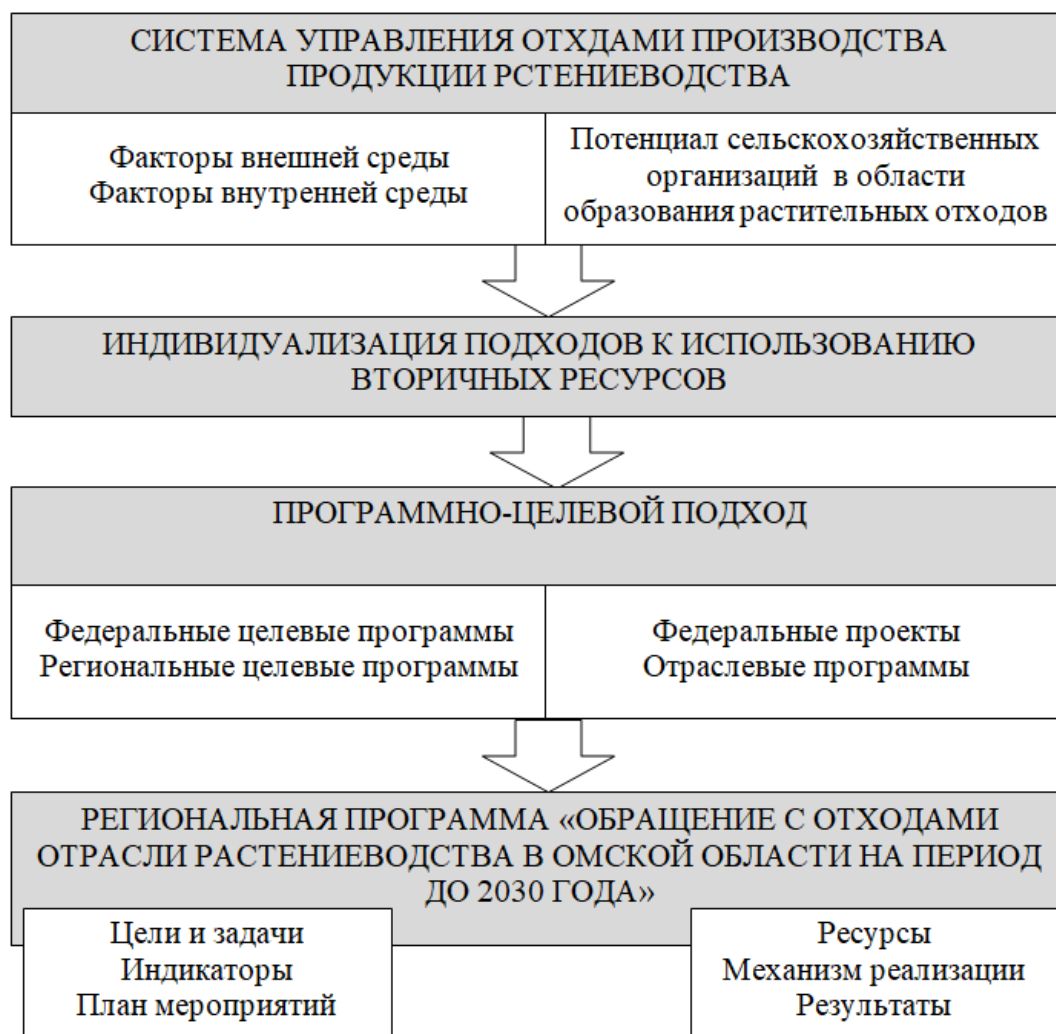 СИСТЕМА УПРАВЛЕНИЯ ОТХДАМИ ПРОИЗВОДСТВА
ПРОДУКЦИИ РСТЕНИЕВОДСТВА
Факторы внешней среды
Факторы внутренней среды
Потенциал сельскохозяйственных
организаций в области
образования растительных отходов
ИНДИВИДУАЛИЗАЦИЯ ПОДХОДОВ К ИСПОЛЬЗОВАНИЮ
ВТОРИЧНЫХ РЕСУРСОВ
ПРОГРАММНО-ЦЕЛЕВОЙ ПОДХОД
Федеральные целевые программы
Региональные целевые программы
Федеральные проекты
Отраслевые программы
РЕГИОНАЛЬНАЯ ПРОГРАММА «ОБРАЩЕНИЕ С ОТХОДАМИ
ОТРАСЛИ РАСТЕНИЕВОДСТВА В ОМСКОЙ ОБЛАСТИ НА ПЕРИОД
ДО 2030 ГОДА»
Цели и задачи
Индикаторы
План мероприятий
Ресурсы
Механизм реализации
Результаты